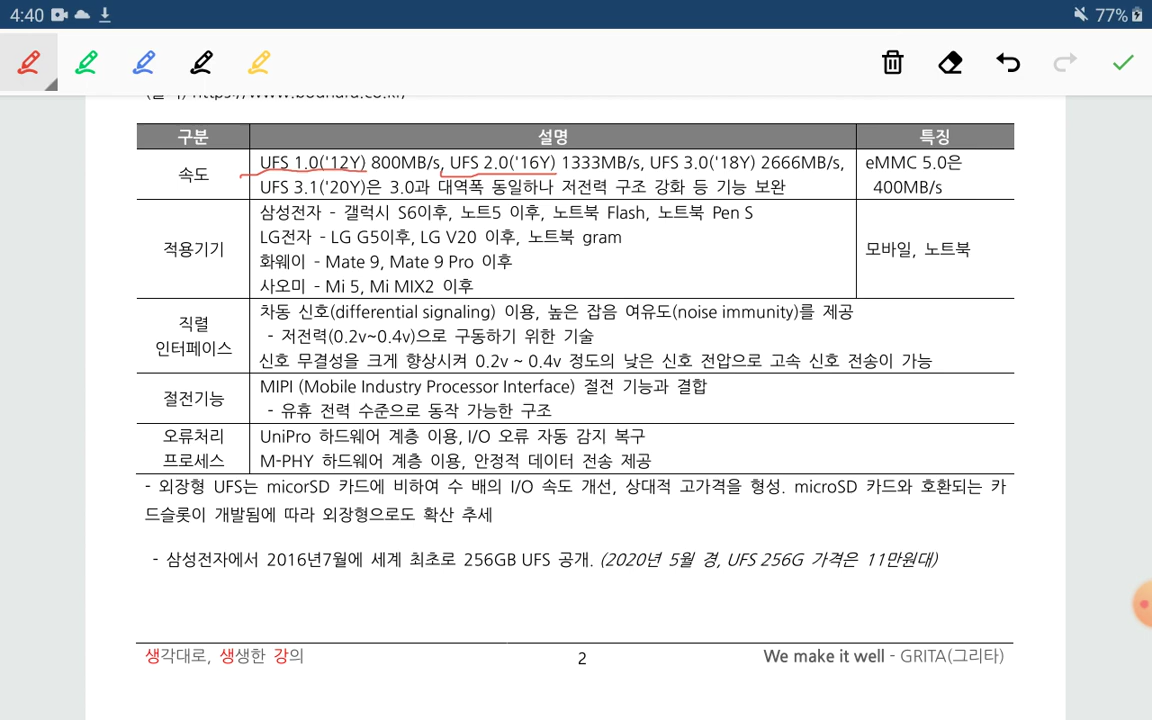 4:40
77%
구분 설명 특징
속도
UFS 1.0('12Y) 800MB/s, UFS 2.0('16Y) 1333MB/s, UFS 3.0('18Y) 2666MB/s,
UFS 3.1('20Y)은 3.0과 대역폭 동일하나 저전력 구조 강화 등 기능 보완
eMMC 5.0은
400MB/s
적용기기
삼성전자 - 갤럭시 S6이후, 노트5 이후, 노트북 Flash, 노트북 Pen S
LG전자 - LG G5이후, LG V20 이후, 노트북 gram
화웨이 - Mate 9, Mate 9 Pro 이후
사오미 - Mi 5, Mi MIX2 이후
모바일, 노트북
직렬
인터페이스
차동 신호(differential signaling) 이용, 높은 잡음 여유도(noise immunity)를 제공
- 저전력(0.2v~0.4v)으로 구동하기 위한 기술
신호 무결성을 크게 향상시켜 0.2v ~ 0.4v 정도의 낮은 신호 전압으로 고속 신호 전송이 가능
절전기능
MIPI (Mobile Industry Processor Interface) 절전 기능과 결합
- 유휴 전력 수준으로 동작 가능한 구조
오류처리
프로세스
UniPro 하드웨어 계층 이용, I/O 오류 자동 감지 복구
M-PHY 하드웨어 계층 이용, 안정적 데이터 전송 제공
- 외장형 UFS는 micorSD 카드에 비하여 수 배의 I/O 속도 개선, 상대적 고가격을 형성. microSD 카드와 호환되는 카
드슬롯이 개발됨에 따라 외장형으로도 확산 추세
- 삼성전자에서 2016년7월에 세계 최초로 256GB UFS 공개. (2020년 5월 경, UFS 256G 가격은 11만원대)
생각대로, 생생한 강의
2
We make it well - GRITA(그리타)